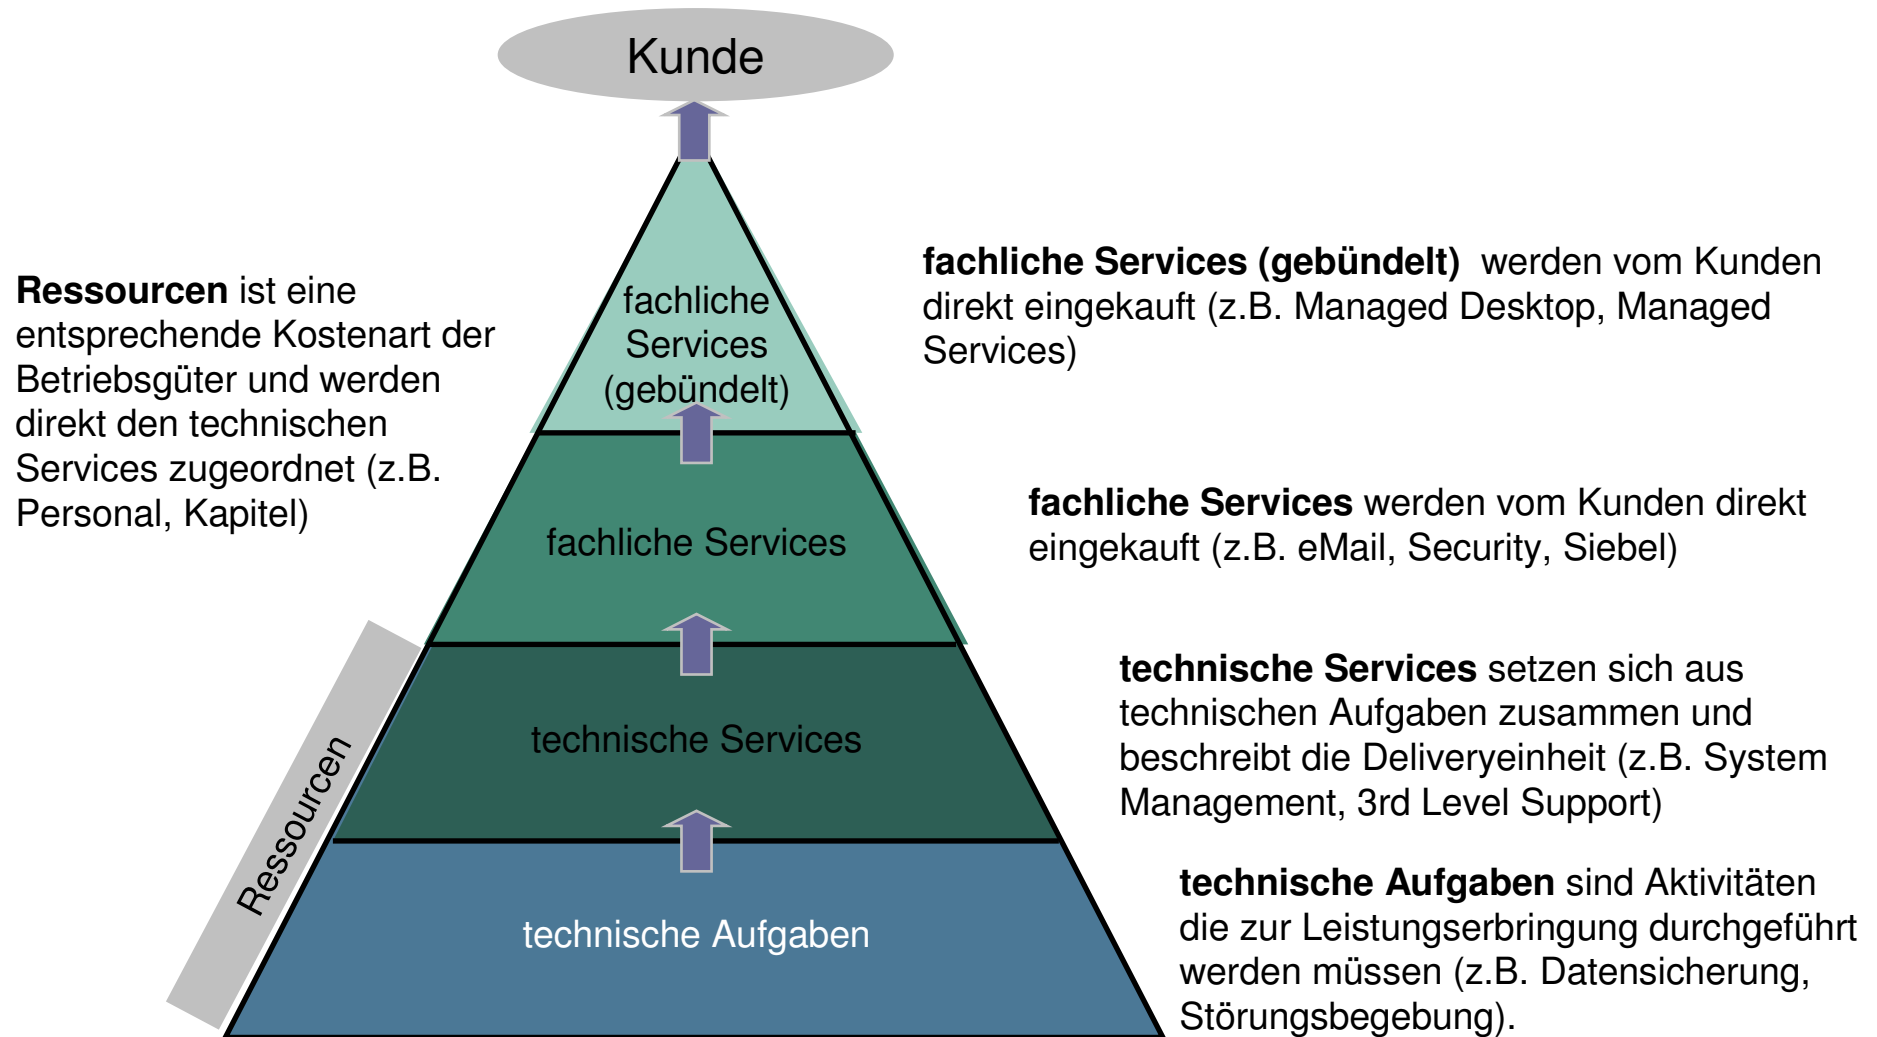 Kunde
Ressourcen ist eine
entsprechende Kostenart der
Betriebsgüter und werden
direkt den technischen
Services zugeordnet (z.B.
Personal, Kapitel)
fachliche
Services
(gebündelt)
fachliche Services (gebündelt) werden vom Kunden
direkt eingekauft (z.B. Managed Desktop, Managed
Services)
fachliche Services
fachliche Services werden vom Kunden direkt
eingekauft (z.B. eMail, Security, Siebel)
Ressourcen
technische Services
technische Services setzen sich aus
technischen Aufgaben zusammen und
beschreibt die Deliveryeinheit (z.B. System
Management, 3rd Level Support)
technische Aufgaben
technische Aufgaben sind Aktivitäten
die zur Leistungserbringung durchgeführt
werden müssen (z.B. Datensicherung,
Störungsbegebung).